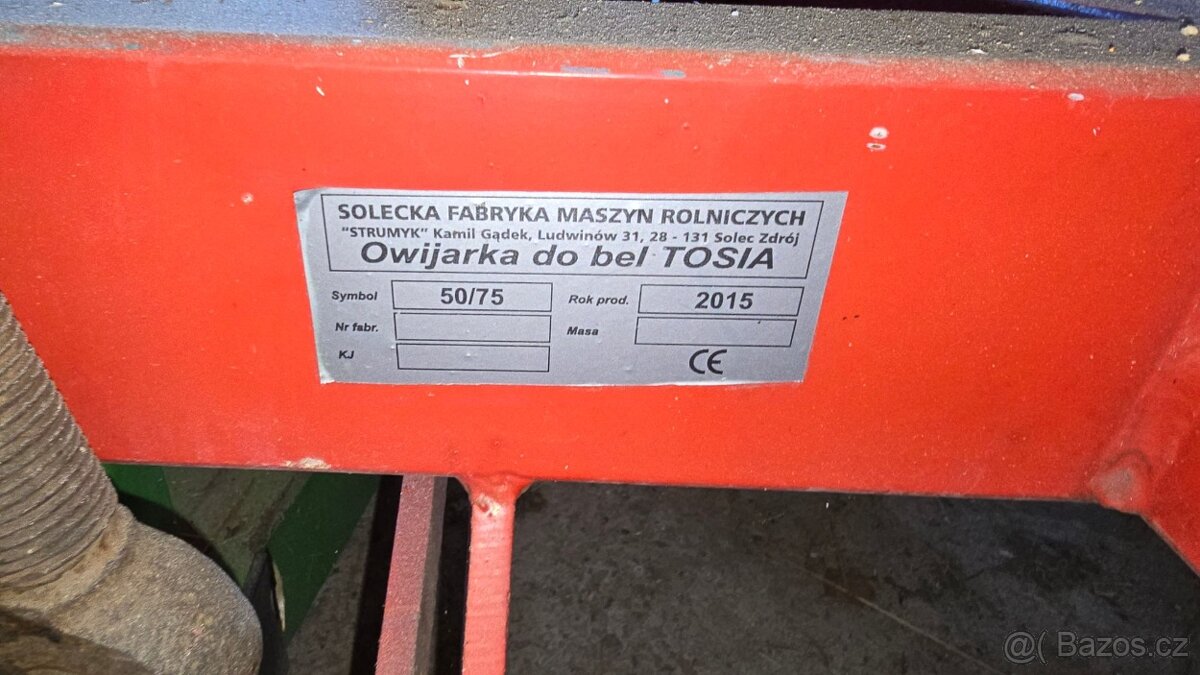 SOLECKA FABRYKA MASZYN ROLNICZYCH
"STRUMYK" Kamil Gądek, Ludwinów 31, 28 - 131 Solec Zdrój
Owijarka do bel TOSIA
Symbol 50/75 Rok prod. 2015
Nr fabr. Masa
KJ CE
@( Bazos.cz